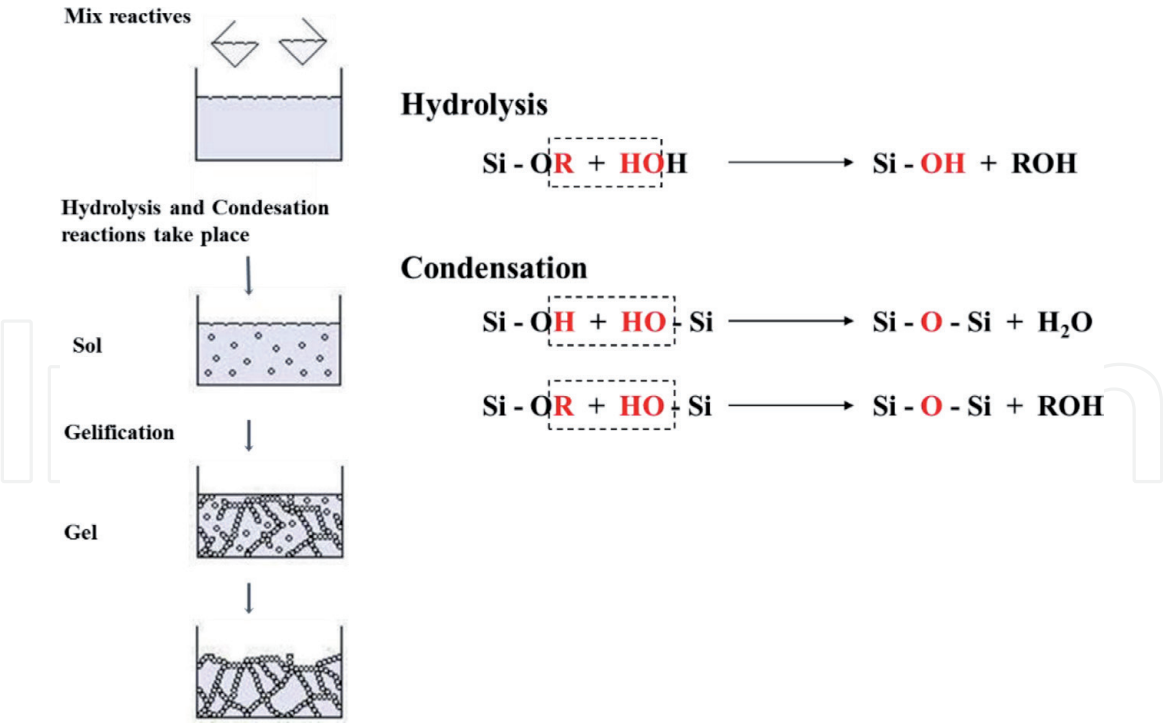 Mix reactives
Hydrolysis
Si - OR + HOH Si - OH + ROH
Hydrolysis and Condesation
reactions take place
Condensation
Si - OH + HO - Si Si - O - Si + H₂O
Sol
Si - OR + HO - Si Si - O - Si + ROH
Gelification
Gel